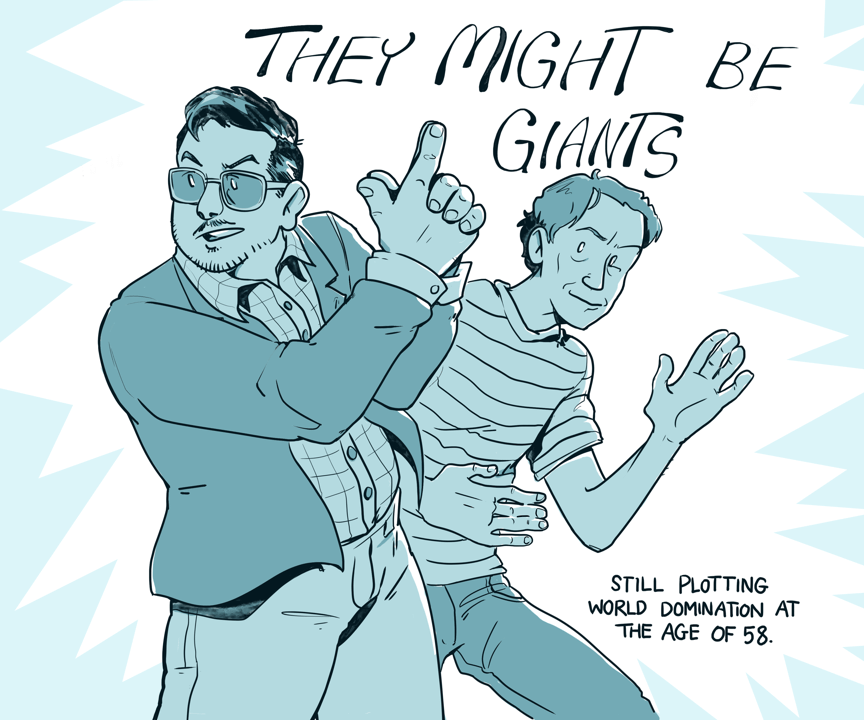 THEY MIGHT BE
GIANTS
STILL PLOTTING
WORLD DOMINATION AT
THE AGE OF 58.